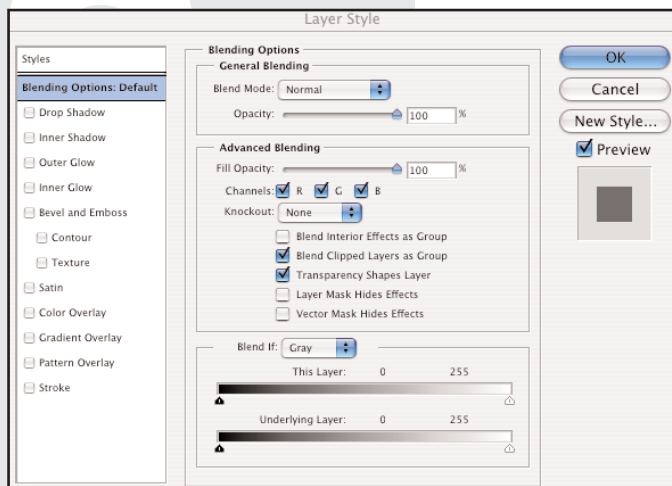 Layer Style
Styles
Blending Options: Default
Drop Shadow
Inner Shadow
Outer Glow
Inner Glow
Bevel and Emboss
Contour
Texture
Satin
Color Overlay
Gradient Overlay
Pattern Overlay
Stroke
Blending Options
General Blending
Blend Mode: Normal
Opacity: 100 %
Advanced Blending
Fill Opacity: 100 %
Channels: R G B
Knockout: None
Blend Interior Effects as Group
Blend Clipped Layers as Group
Transparency Shapes Layer
Layer Mask Hides Effects
Vector Mask Hides Effects
Blend If: Gray
This Layer: 0 255
Underlying Layer: 0 255
OK
Cancel
New Style...
Preview